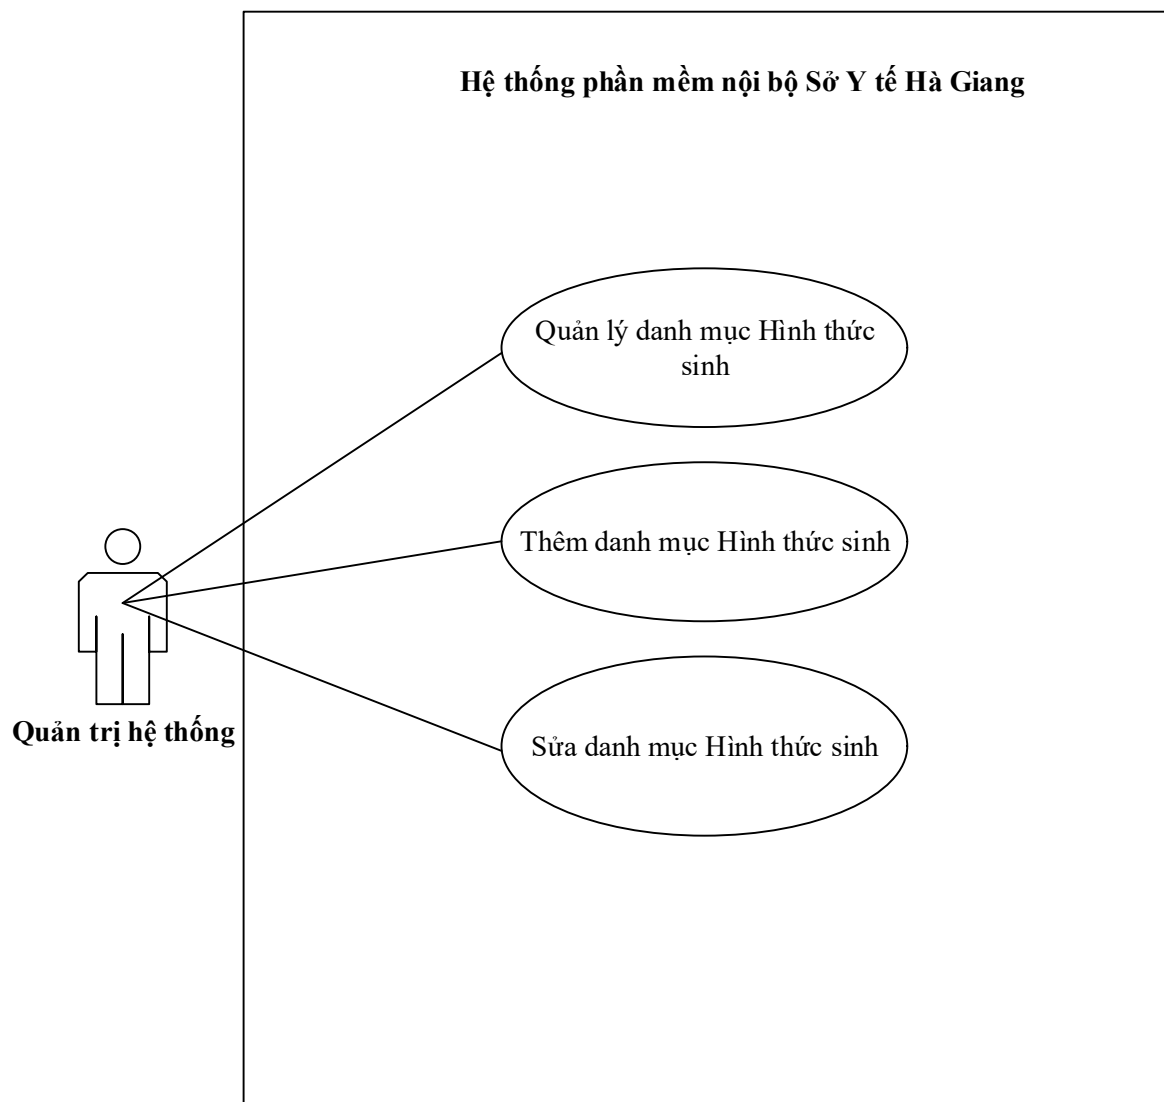 Hệ thống phần mềm nội bộ Sở Y tế Hà Giang
Quản lý danh mục Hình thức
sinh
Thêm danh mục Hình thức sinh
Sửa danh mục Hình thức sinh
Quản trị hệ thống